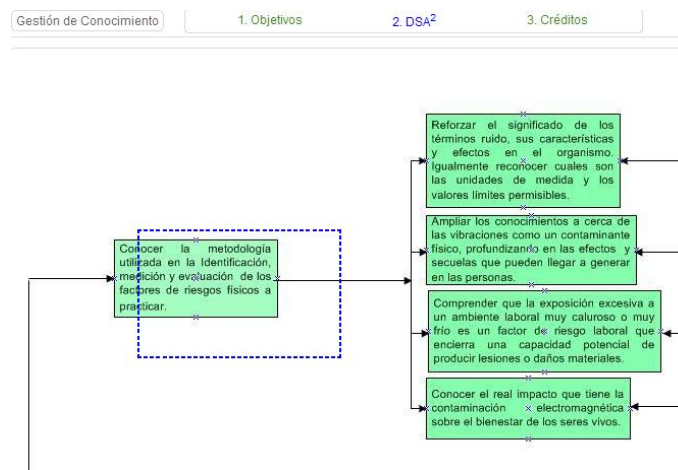 Gestión de Conocimiento
1. Objetivos
2. DSA²
3. Créditos
Reforzar el significado de los
términos ruido, sus características
y efectos en el organismo.
Igualmente reconocer cuales son
las unidades de medida y los
valores límites permisibles.
Ampliar los conocimientos a cerca de
las vibraciones como un contaminante
físico, profundizando en las efectos y
secuelas que pueden llegar a generar
en las personas.
Conocer la metodología
utilizada en la Identificación,
medición y evaluación de los
factores de riesgos físicos a
practicar.
Comprender que la exposición excesiva a
un ambiente laboral muy caluroso o muy
frío es un factor de riesgo laboral que
encierra una capacidad potencial de
producir lesiones o daños materiales.
Conocer el real impacto que tiene la
contaminación electromagnética
sobre el bienestar de los seres vivos.